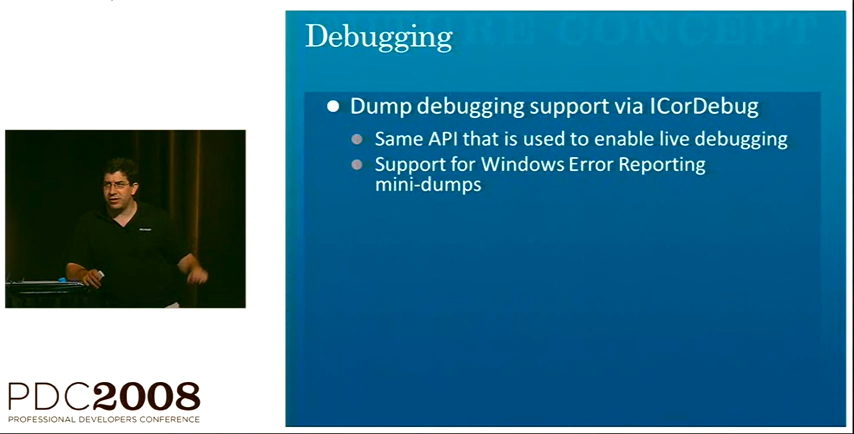 Debugging
Dump debugging support via ICorDebug
Same API that is used to enable live debugging
Support for Windows Error Reporting
mini-dumps
PDC2008
PROFESSIONAL DEVELOPERS CONFERENCE